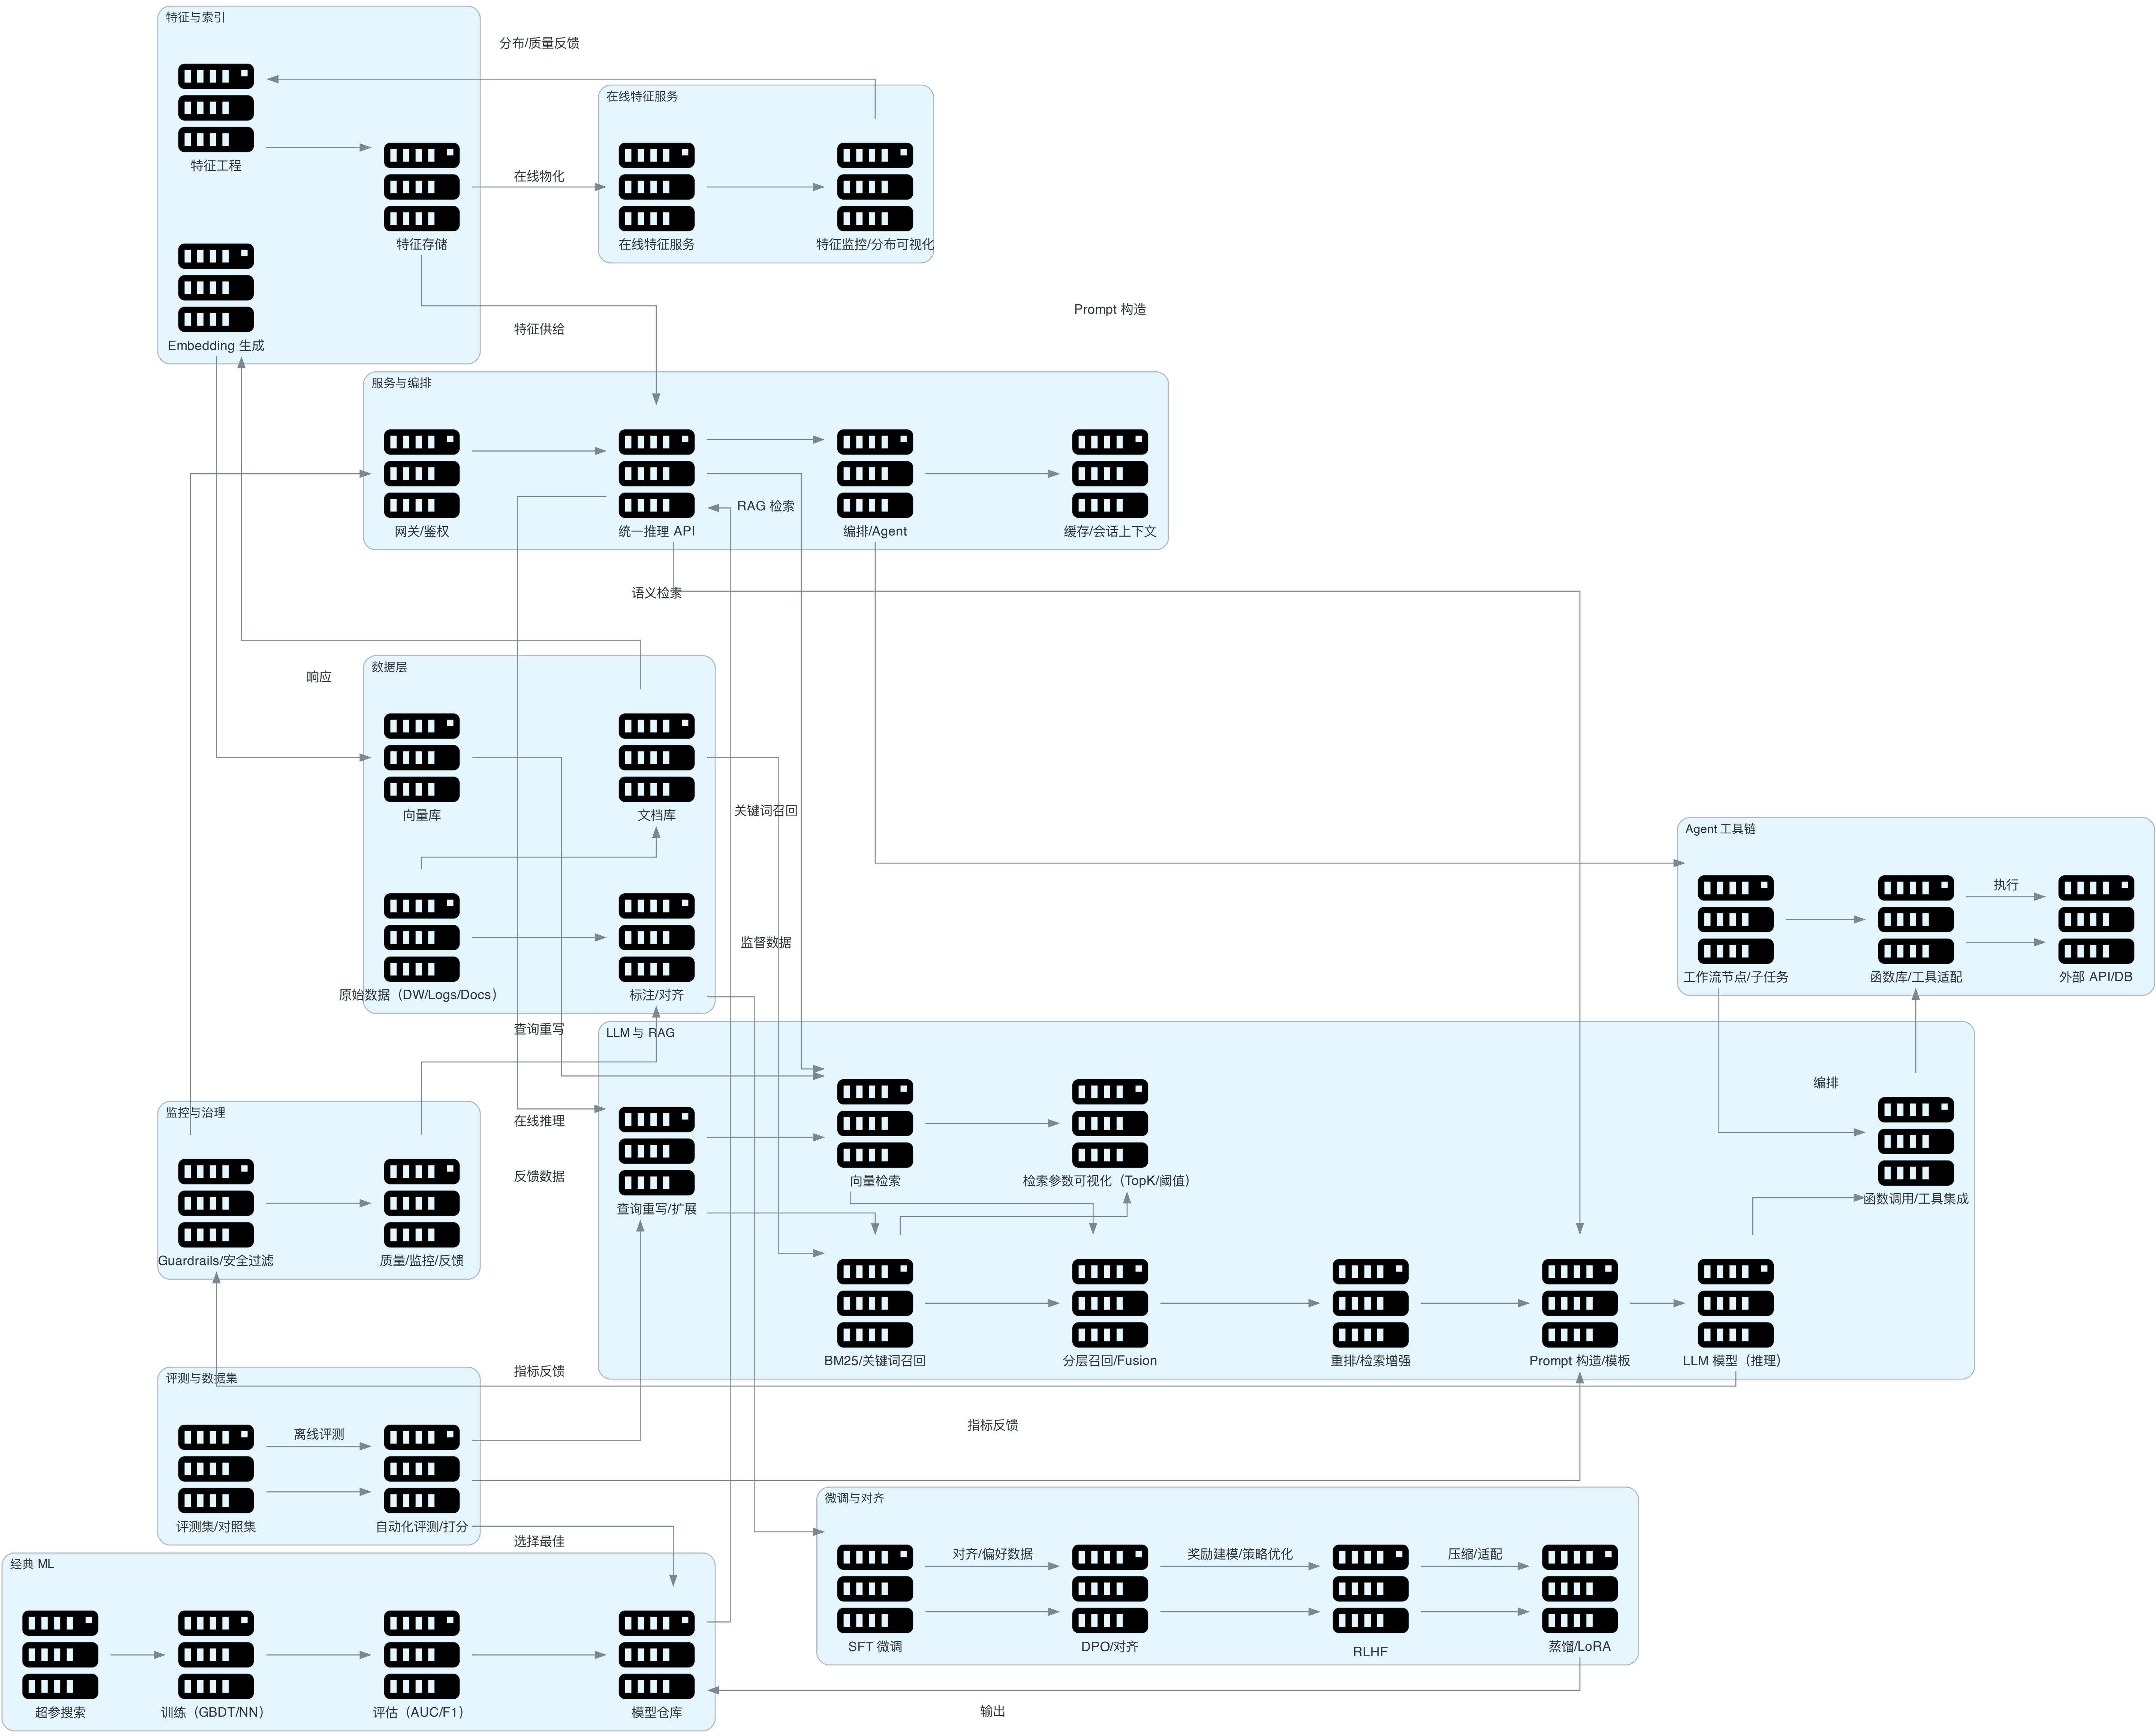 特征与索引
分布/质量反馈
特征工程
在线特征服务
特征存储
在线物化
在线特征服务
特征监控/分布可视化
Embedding 生成
特征供给
Prompt 构造
服务与编排
网关/鉴权
统一推理 API
RAG 检索
编排/Agent
缓存/会话上下文
语义检索
响应
数据层
向量库
文档库
关键词召回
原始数据（DW/Logs/Docs）
标注/对齐
监督数据
Agent 工具链
工作流节点/子任务
函数库/工具适配
执行
外部 API/DB
查询重写
LLM 与 RAG
编排
监控与治理
在线推理
反馈数据
查询重写/扩展
向量检索
检索参数可视化（TopK/阈值）
函数调用/工具集成
Guardrails/安全过滤
质量/监控/反馈
BM25/关键词召回
分层召回/Fusion
重排/检索增强
Prompt 构造/模板
LLM 模型（推理）
评测与数据集
指标反馈
指标反馈
离线评测
评测集/对照集
自动化评测/打分
选择最佳
微调与对齐
对齐/偏好数据
奖励建模/策略优化
压缩/适配
SFT 微调
DPO/对齐
RLHF
蒸馏/LoRA
经典 ML
超参搜索
训练（GBDT/NN）
评估（AUC/F1）
模型仓库
输出